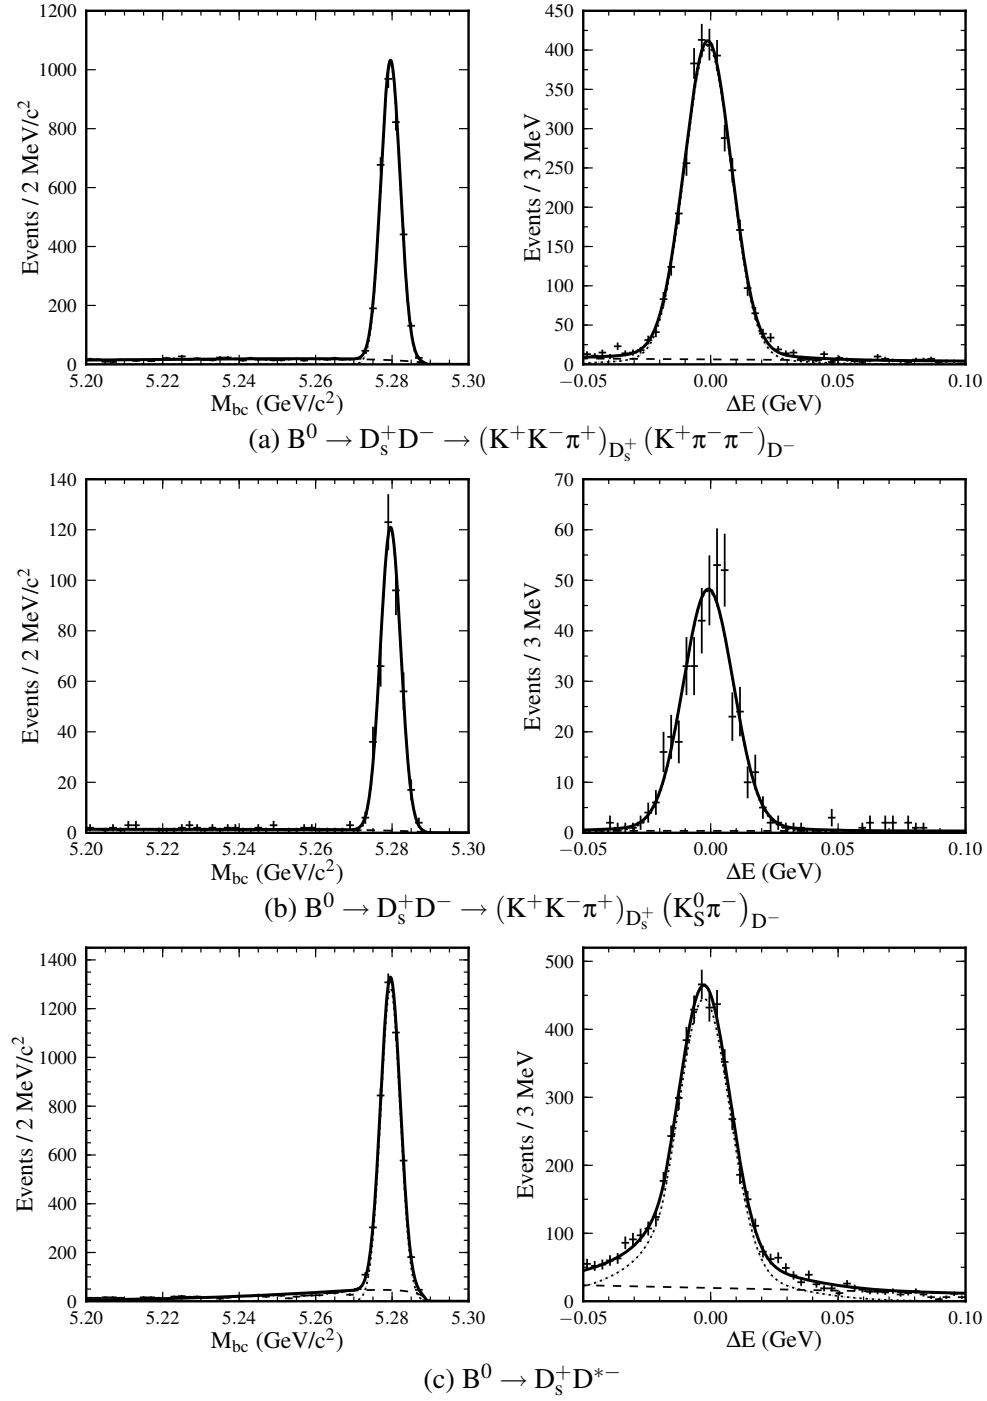 1200
1000
800
600
400
200
0
Events / 2 MeV/c²
5.20 5.22 5.24 5.26 5.28 5.30
M_bc (GeV/c²)
450
400
350
300
250
200
150
100
50
0
Events / 3 MeV
−0.05 0.00 0.05 0.10
ΔE (GeV)
(a) B⁰ → D_s⁺D⁻ → (K⁺K⁻π⁺)_{D_s⁺} (K⁺π⁻π⁻)_{D⁻}
140
120
100
80
60
40
20
0
Events / 2 MeV/c²
5.20 5.22 5.24 5.26 5.28 5.30
M_bc (GeV/c²)
70
60
50
40
30
20
10
0
Events / 3 MeV
−0.05 0.00 0.05 0.10
ΔE (GeV)
(b) B⁰ → D_s⁺D⁻ → (K⁺K⁻π⁺)_{D_s⁺} (K_S⁰π⁻)_{D⁻}
1400
1200
1000
800
600
400
200
0
Events / 2 MeV/c²
5.20 5.22 5.24 5.26 5.28 5.30
M_bc (GeV/c²)
500
400
300
200
100
0
Events / 3 MeV
−0.05 0.00 0.05 0.10
ΔE (GeV)
(c) B⁰ → D_s⁺D*⁻